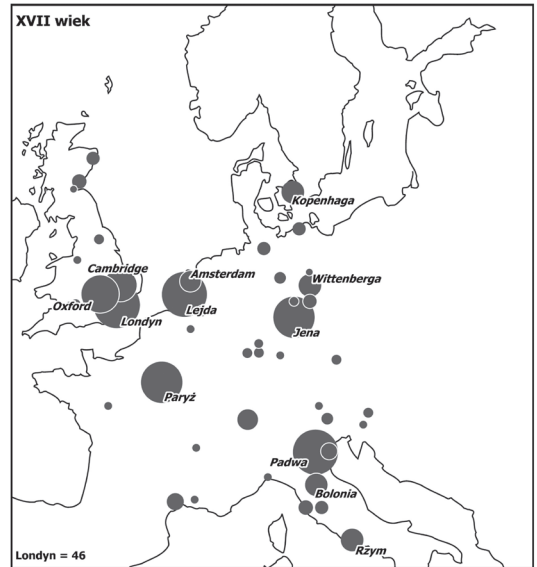 XVII wiek
Kopenhaga
Cambridge
Amsterdam
Wittenberga
Oxford
Lejda
Londyn
Jena
Paryż
Padwa
Bolonia
Rzym
Londyn = 46